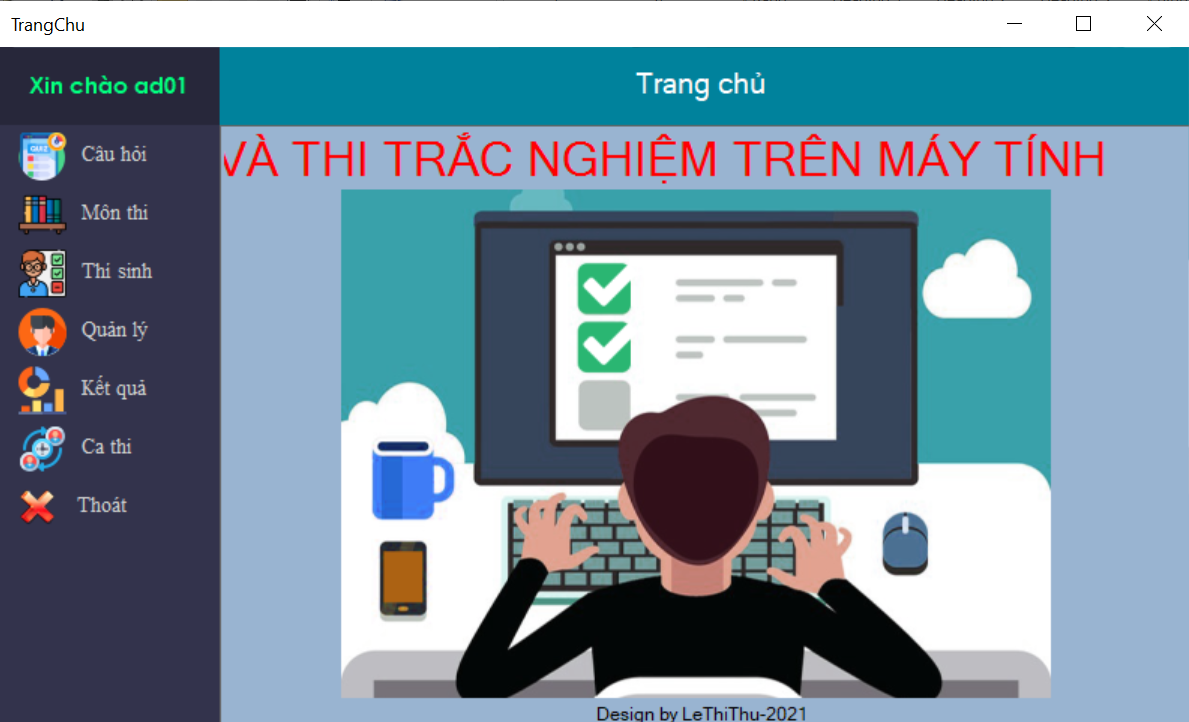 TrangChu
Xin chào ad01
Trang chủ
Câu hỏi
Môn thi
Thí sinh
Quản lý
Kết quả
Ca thi
Thoát
VÀ THI TRẮC NGHIỆM TRÊN MÁY TÍNH
QUIZ
Design by LeThiThu-2021